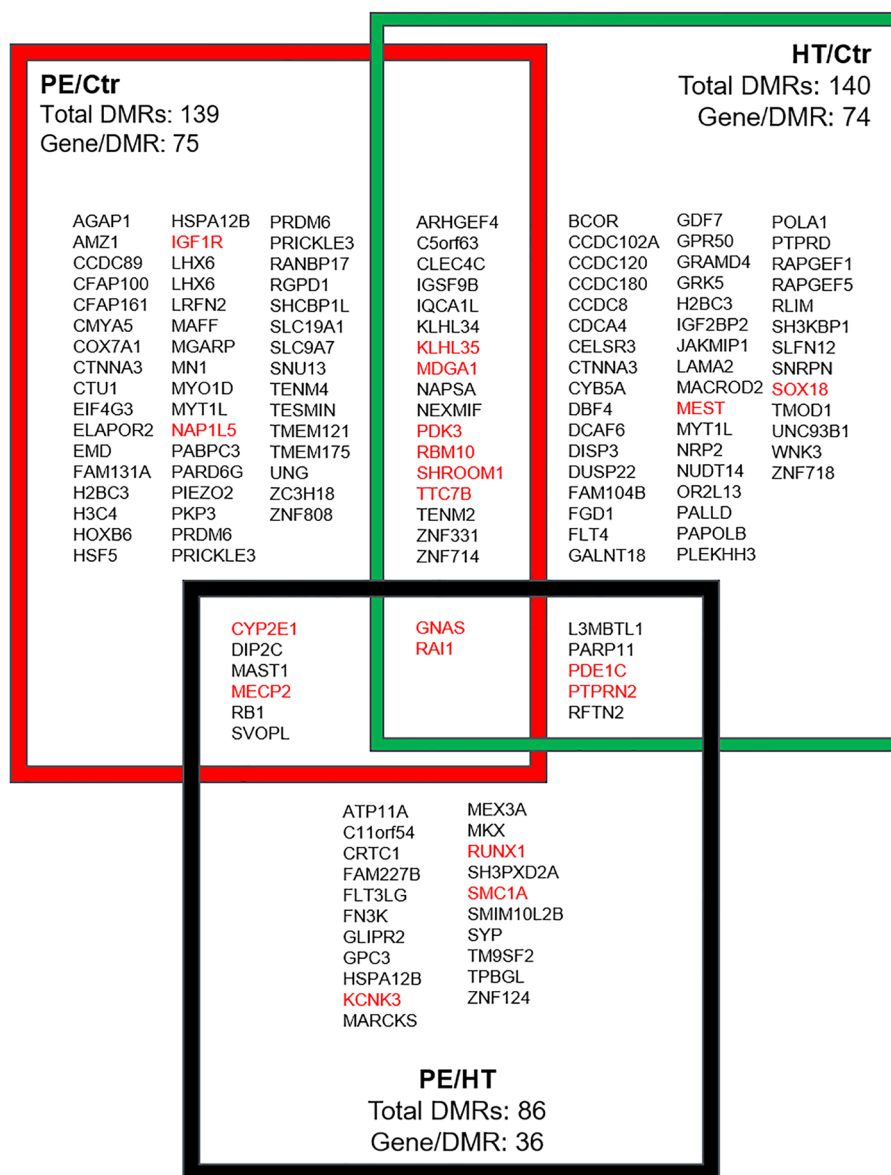 PE/Ctr
Total DMRs: 139
Gene/DMR: 75
HT/Ctr
Total DMRs: 140
Gene/DMR: 74
AGAP1
AMZ1
CCDC89
CFAP100
CFAP161
CMYA5
COX7A1
CTNNA3
CTU1
EIF4G3
ELAPOR2
EMD
FAM131A
H2BC3
H3C4
HOXB6
HSF5
HSPA12B
IGF1R
LHX6
LHX6
LRFN2
MAFF
MGARP
MN1
MYO1D
MYT1L
NAP1L5
PABPC3
PARD6G
PIEZO2
PKP3
PRDM6
PRICKLE3
PRDM6
PRICKLE3
RANBP17
RGPD1
SHCBP1L
SLC19A1
SLC9A7
SNU13
TENM4
TESMIN
TMEM121
TMEM175
UNG
ZC3H18
ZNF808
ARHGEF4
C5orf63
CLEC4C
IGSF9B
IQCA1L
KLHL34
KLHL35
MDGA1
NAPSA
NEXMIF
PDK3
RBM10
SHROOM1
TTC7B
TENM2
ZNF331
ZNF714
BCOR
CCDC102A
CCDC120
CCDC180
CCDC8
CDCA4
CELSR3
CTNNA3
CYB5A
DBF4
DCAF6
DISP3
DUSP22
FAM104B
FGD1
FLT4
GALNT18
GDF7
GPR50
GRAMD4
GRK5
H2BC3
IGF2BP2
JAKMIP1
LAMA2
MACROD2
MEST
MYT1L
NRP2
NUDT14
OR2L13
PALLD
PAPOLB
PLEKHH3
POLA1
PTPRD
RAPGEF1
RAPGEF5
RLIM
SH3KBP1
SLFN12
SNRPN
SOX18
TMOD1
UNC93B1
WNK3
ZNF718
CYP2E1
DIP2C
MAST1
MECP2
RB1
SVOPL
GNAS
RAI1
L3MBTL1
PARP11
PDE1C
PTPRN2
RFTN2
ATP11A
C11orf54
CRTC1
FAM227B
FLT3LG
FN3K
GLIPR2
GPC3
HSPA12B
KCNK3
MARCKS
MEX3A
MKX
RUNX1
SH3PXD2A
SMC1A
SMIM10L2B
SYP
TM9SF2
TPBGL
ZNF124
PE/HT
Total DMRs: 86
Gene/DMR: 36